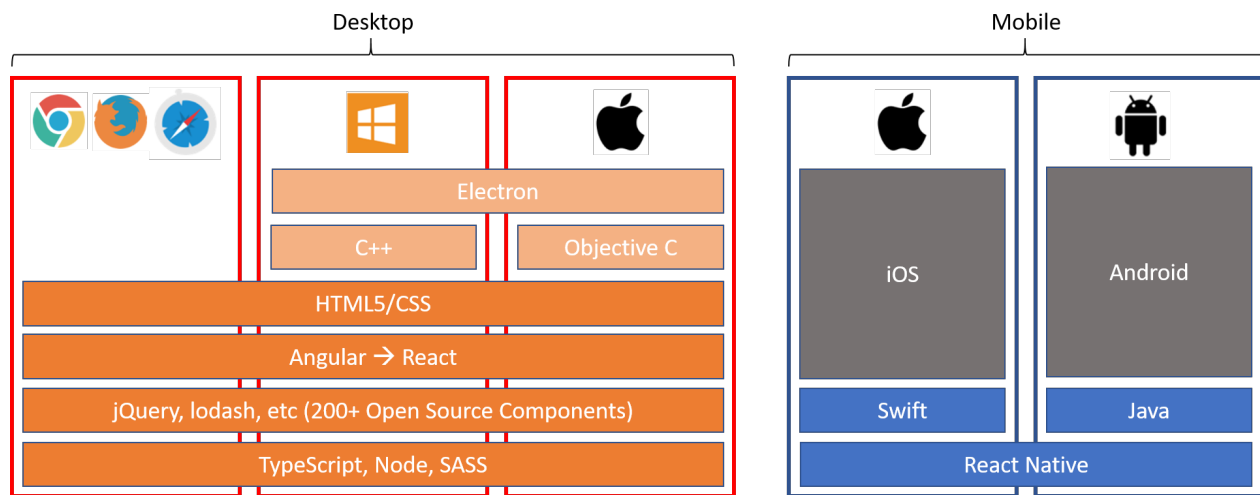 Desktop
Mobile
Electron
C++
Objective C
HTML5/CSS
Angular → React
jQuery, lodash, etc (200+ Open Source Components)
TypeScript, Node, SASS
iOS
Android
Swift
Java
React Native